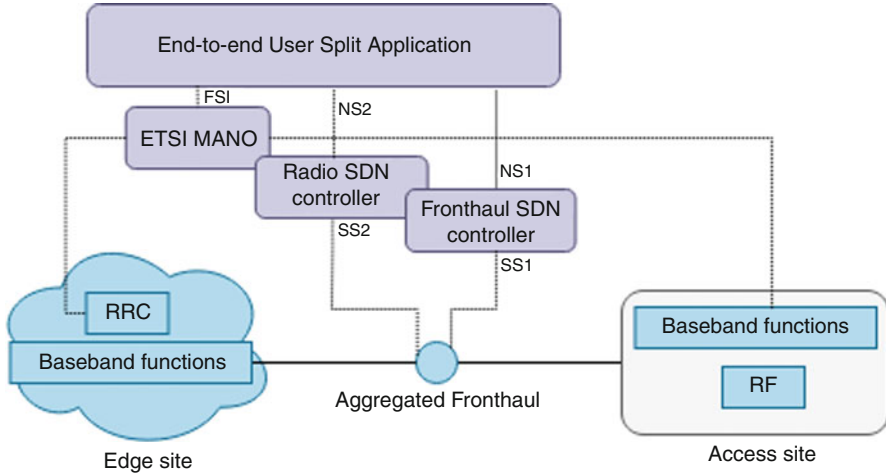 End-to-end User Split Application
FSI
NS2
ETSI MANO
Radio SDN
controller
NS1
Fronthaul SDN
controller
SS2
SS1
RRC
Baseband functions
Baseband functions
RF
Aggregated Fronthaul
Edge site
Access site